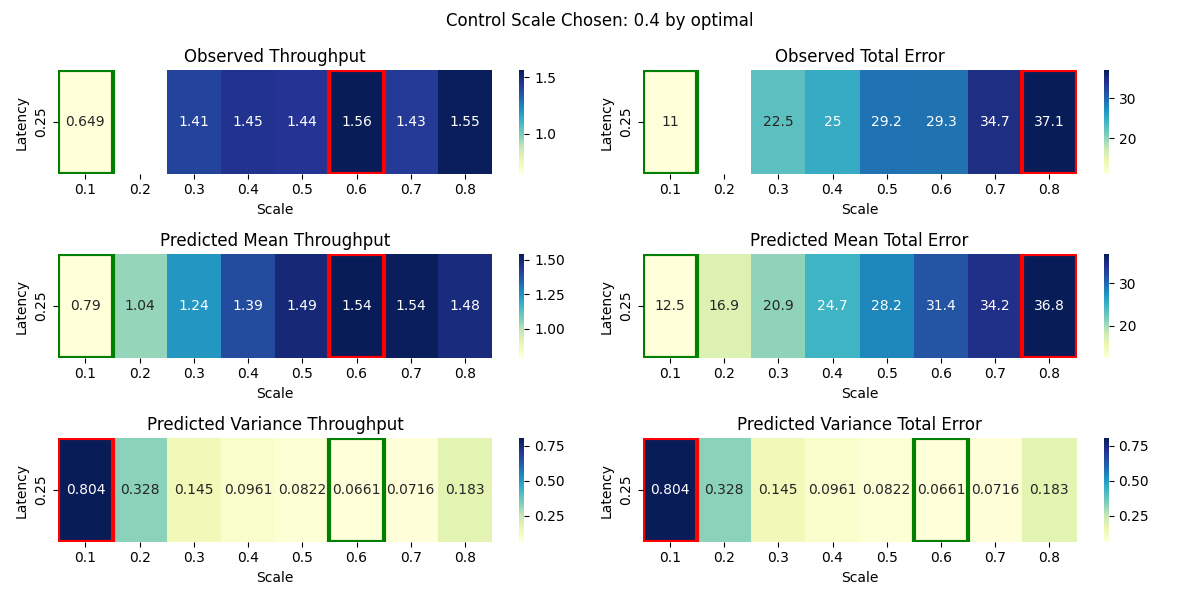 Control Scale Chosen: 0.4 by optimal
Observed Throughput
Latency
0.25
0.649 1.41 1.45 1.44 1.56 1.43 1.55
0.1 0.2 0.3 0.4 0.5 0.6 0.7 0.8
Scale
1.5
1.0
Observed Total Error
Latency
0.25
11 22.5 25 29.2 29.3 34.7 37.1
0.1 0.2 0.3 0.4 0.5 0.6 0.7 0.8
Scale
30
20
Predicted Mean Throughput
Latency
0.25
0.79 1.04 1.24 1.39 1.49 1.54 1.54 1.48
0.1 0.2 0.3 0.4 0.5 0.6 0.7 0.8
Scale
1.50
1.25
1.00
Predicted Mean Total Error
Latency
0.25
12.5 16.9 20.9 24.7 28.2 31.4 34.2 36.8
0.1 0.2 0.3 0.4 0.5 0.6 0.7 0.8
Scale
30
20
Predicted Variance Throughput
Latency
0.25
0.804 0.328 0.145 0.0961 0.0822 0.0661 0.0716 0.183
0.1 0.2 0.3 0.4 0.5 0.6 0.7 0.8
Scale
0.75
0.50
0.25
Predicted Variance Total Error
Latency
0.25
0.804 0.328 0.145 0.0961 0.0822 0.0661 0.0716 0.183
0.1 0.2 0.3 0.4 0.5 0.6 0.7 0.8
Scale
0.75
0.50
0.25